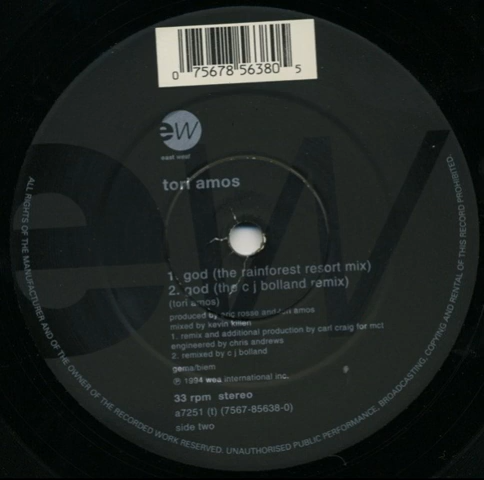 0 75678 56380 5
ew
east west
tori amos
1. god (the rainforest resort mix)
2. god (the c j bolland remix)
(tori amos)
produced by eric rosse and tori amos
mixed by kevin killen
1. remix and additional production by carl craig for mct
engineered by chris andrews
2. remixed by c j bolland
gema/biem
℗ 1994 wea international inc.
33 rpm stereo
a7251 (t) (7567-85638-0)
side two
ALL RIGHTS OF THE MANUFACTURER AND OF THE OWNER OF THE RECORDED WORK RESERVED. UNAUTHORISED PUBLIC PERFORMANCE, BROADCASTING, COPYING AND RENTAL OF THIS RECORD PROHIBITED.
ew